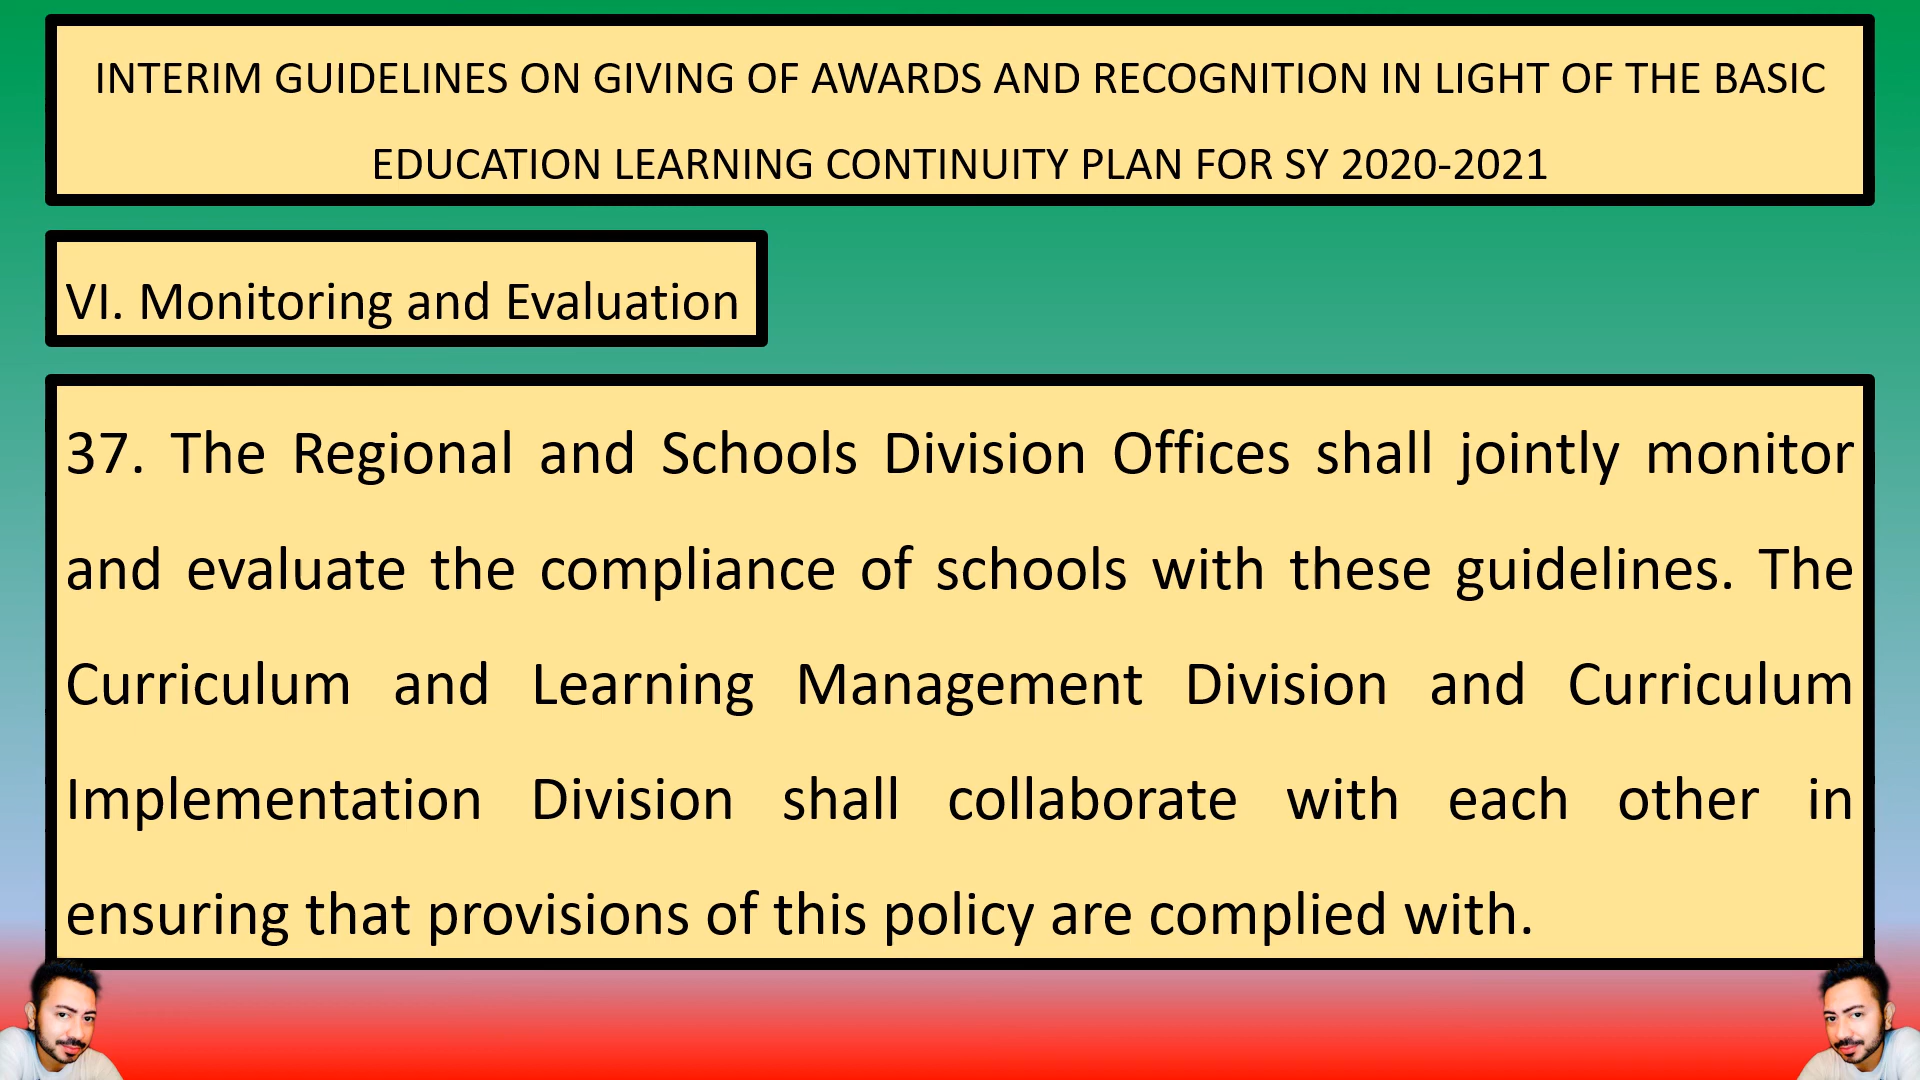 INTERIM GUIDELINES ON GIVING OF AWARDS AND RECOGNITION IN LIGHT OF THE BASIC
EDUCATION LEARNING CONTINUITY PLAN FOR SY 2020-2021
VI. Monitoring and Evaluation
37. The Regional and Schools Division Offices shall jointly monitor
and evaluate the compliance of schools with these guidelines. The
Curriculum and Learning Management Division and Curriculum
Implementation Division shall collaborate with each other in
ensuring that provisions of this policy are complied with.